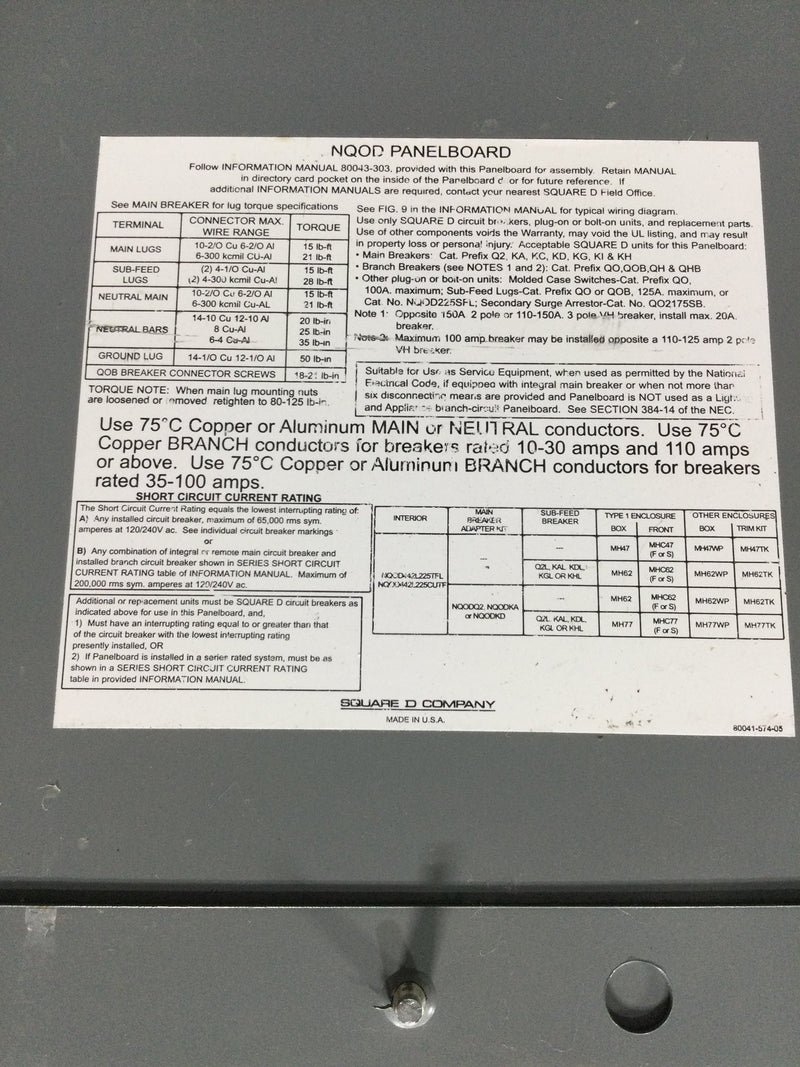 NQOD PANELBOARD
Follow INFORMATION MANUAL 80043-303, provided with this Panelboard for assembly. Retain MANUAL
in directory card pocket on the inside of the Panelboard or for future reference. If
additional INFORMATION MANUALS are required, contact your nearest SQUARE D Field Office.
See MAIN BREAKER for lug torque specifications
TERMINAL CONNECTOR MAX. WIRE RANGE TORQUE
MAIN LUGS 10-2/O Cu 6-2/O Al 15 lb-ft
6-300 kcmil CU-Al 21 lb-ft
SUB-FEED LUGS (2) 4-1/O Cu-Al 15 lb-ft
(2) 4-300 kcmil Cu-Al 28 lb-ft
NEUTRAL MAIN 10-2/O Cu 6-2/O Al 15 lb-ft
6-300 kcmil Cu-AL 21 lb-ft
NEUTRAL BARS 14-10 Cu 12-10 Al 20 lb-in
8 Cu-Al 25 lb-in
6-4 Cu-Al 35 lb-in
GROUND LUG 14-1/O Cu 12-1/O Al 50 lb-in
QOB BREAKER CONNECTOR SCREWS 18-21 lb-in
TORQUE NOTE: When main lug mounting nuts
are loosened or removed retighten to 80-125 lb-in.
See FIG. 9 in the INFORMATION MANUAL for typical wiring diagram.
Use only SQUARE D circuit breakers, plug-on or bolt-on units, and replacement parts.
Use of other components voids the Warranty, may void the UL listing, and may result
in property loss or personal injury. Acceptable SQUARE D units for this Panelboard:
• Main Breakers: Cat. Prefix Q2, KA, KC, KD, KG, KI & KH
• Branch Breakers (see NOTES 1 and 2): Cat. Prefix QO,QOB,QH & QHB
• Other plug-on or bolt-on units: Molded Case Switches-Cat. Prefix QO,
100A. maximum; Sub-Feed Lugs-Cat. Prefix QO or QOB, 125A. maximum, or
Cat. No. NQOD225SFL; Secondary Surge Arrestor-Cat. No. QO2175SB.
Note 1: Opposite 150A. 2 pole or 110-150A. 3 pole VH breaker, install max. 20A.
breaker.
Note 2: Maximum 100 amp breaker may be installed opposite a 110-125 amp 2 pole
VH breaker.
Suitable for Use as Service Equipment, when used as permitted by the National
Electrical Code, if equipped with integral main breaker or when not more than
six disconnecting means are provided and Panelboard is NOT used as a Light
and Appliance branch-circuit Panelboard. See SECTION 384-14 of the NEC.
Use 75°C Copper or Aluminum MAIN or NEUTRAL conductors. Use 75°C
Copper BRANCH conductors for breakers rated 10-30 amps and 110 amps
or above. Use 75°C Copper or Aluminum BRANCH conductors for breakers
rated 35-100 amps.
SHORT CIRCUIT CURRENT RATING
The Short Circuit Current Rating equals the lowest interrupting rating of:
A) Any installed circuit breaker, maximum of 65,000 rms sym.
amperes at 120/240V ac. See individual circuit breaker markings
or
B) Any combination of integral or remote main circuit breaker and
installed branch circuit breaker shown in SERIES SHORT CIRCUIT
CURRENT RATING table of INFORMATION MANUAL. Maximum of
200,000 rms sym. amperes at 120/240V ac.
Additional or replacement units must be SQUARE D circuit breakers as
indicated above for use in this Panelboard, and,
1) Must have an interrupting rating equal to or greater than that
of the circuit breaker with the lowest interrupting rating
presently installed, OR
2) If Panelboard is installed in a series rated system, must be as
shown in a SERIES SHORT CIRCUIT CURRENT RATING
table in provided INFORMATION MANUAL.
INTERIOR MAIN BREAKER ADAPTER KIT SUB-FEED BREAKER TYPE 1 ENCLOSURE OTHER ENCLOSURES
BOX FRONT BOX TRIM KIT
NQOD442L225TFL
NQOD442L225CUTF
--- --- MH47 MHC47 (F or S) MH47WP MH47TK
Q2L, KAL, KDL, KGL OR KHL MH62 MHC62 (F or S) MH62WP MH62TK
NQODQ2, NQODKA or NQODKD --- MH62 MHC62 (F or S) MH62WP MH62TK
Q2L, KAL, KDL, KGL OR KHL MH77 MHC77 (F or S) MH77WP MH77TK
SQUARE D COMPANY
MADE IN U.S.A.
80041-574-05